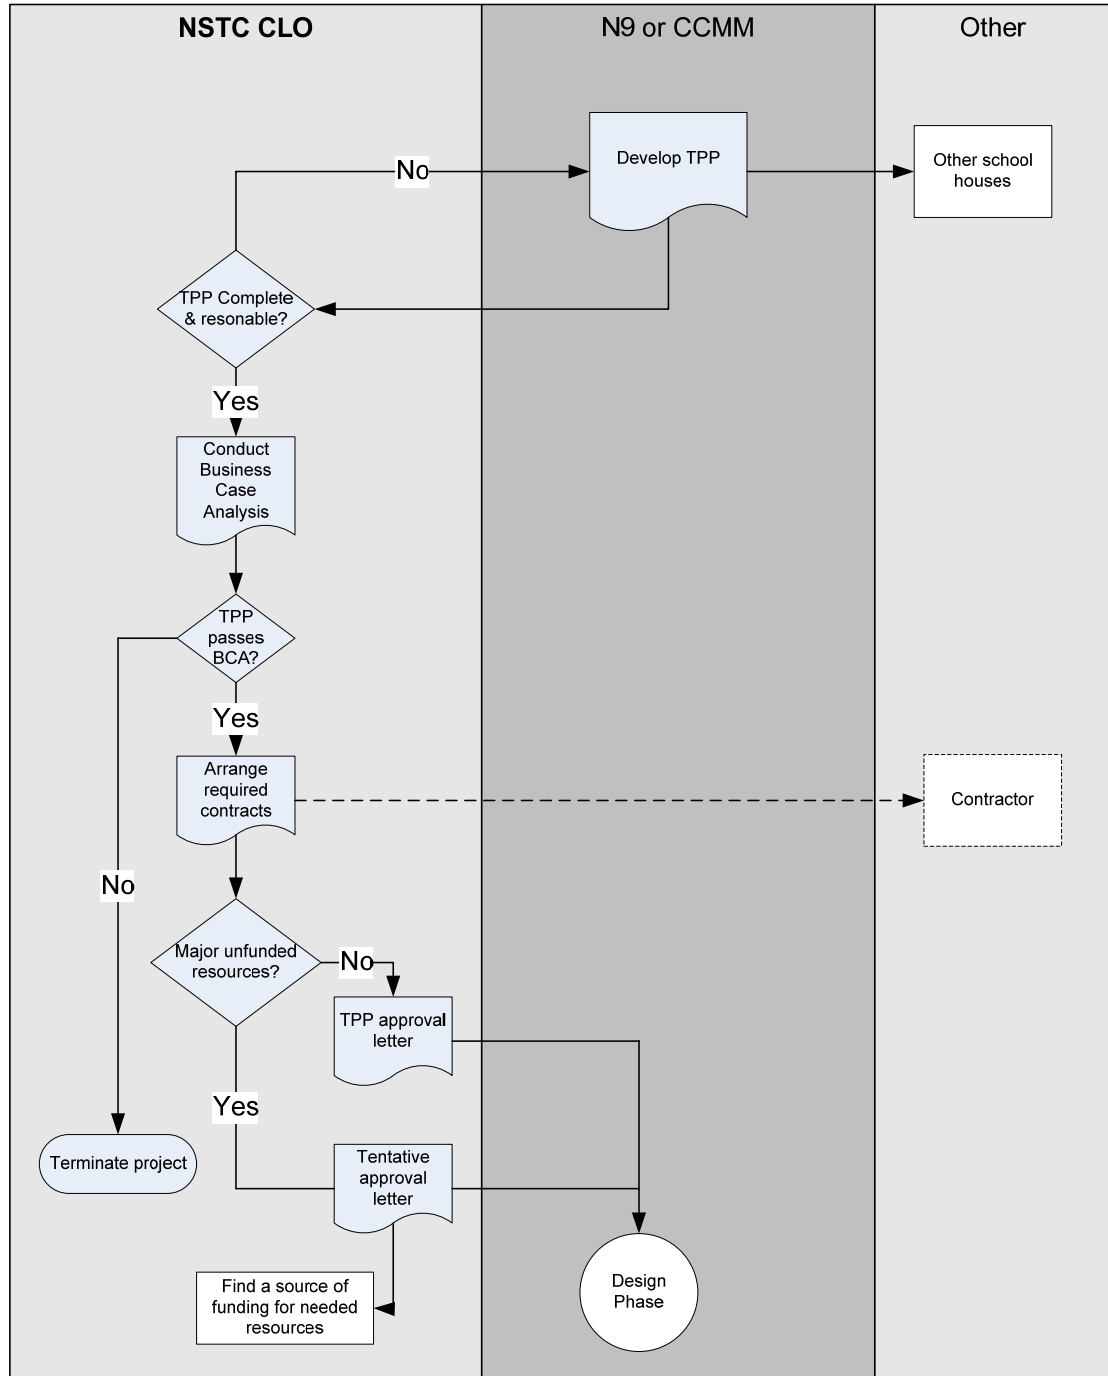 NSTC CLO
N9 or CCMM
Other
Develop TPP
Other school
houses
No
TPP Complete
& resonable?
Yes
Conduct
Business
Case
Analysis
TPP
passes
BCA?
Yes
Arrange
required
contracts
Contractor
No
Major unfunded
resources?
No
TPP approval
letter
Yes
Terminate project
Tentative
approval
letter
Find a source of
funding for needed
resources
Design
Phase